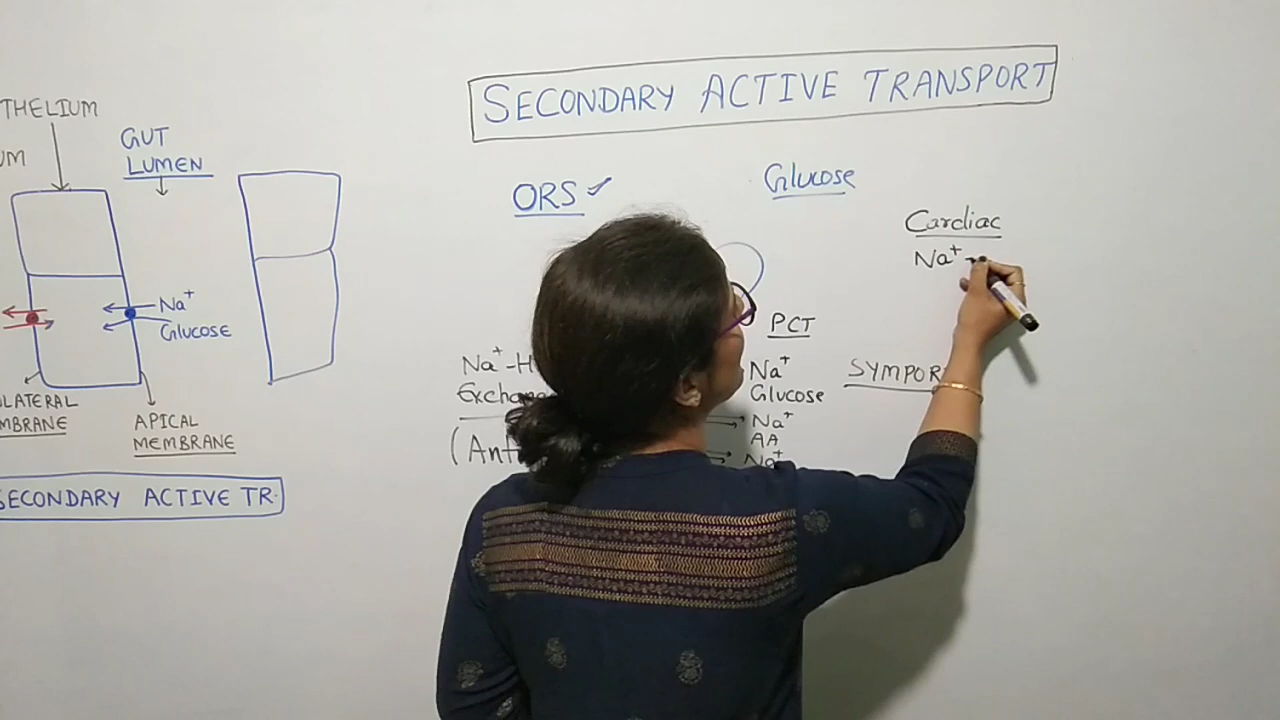 THELIUM
UM
GUT
LUMEN
Na⁺
Glucose
LATERAL
MBRANE
APICAL
MEMBRANE
SECONDARY ACTIVE TR.
SECONDARY ACTIVE TRANSPORT
ORS ✓
Glucose
Cardiac
Na⁺ -
PCT
Na⁺-H
Exchan
(Ant
Na⁺
Glucose
Na⁺
AA
Na⁺
SYMPOR